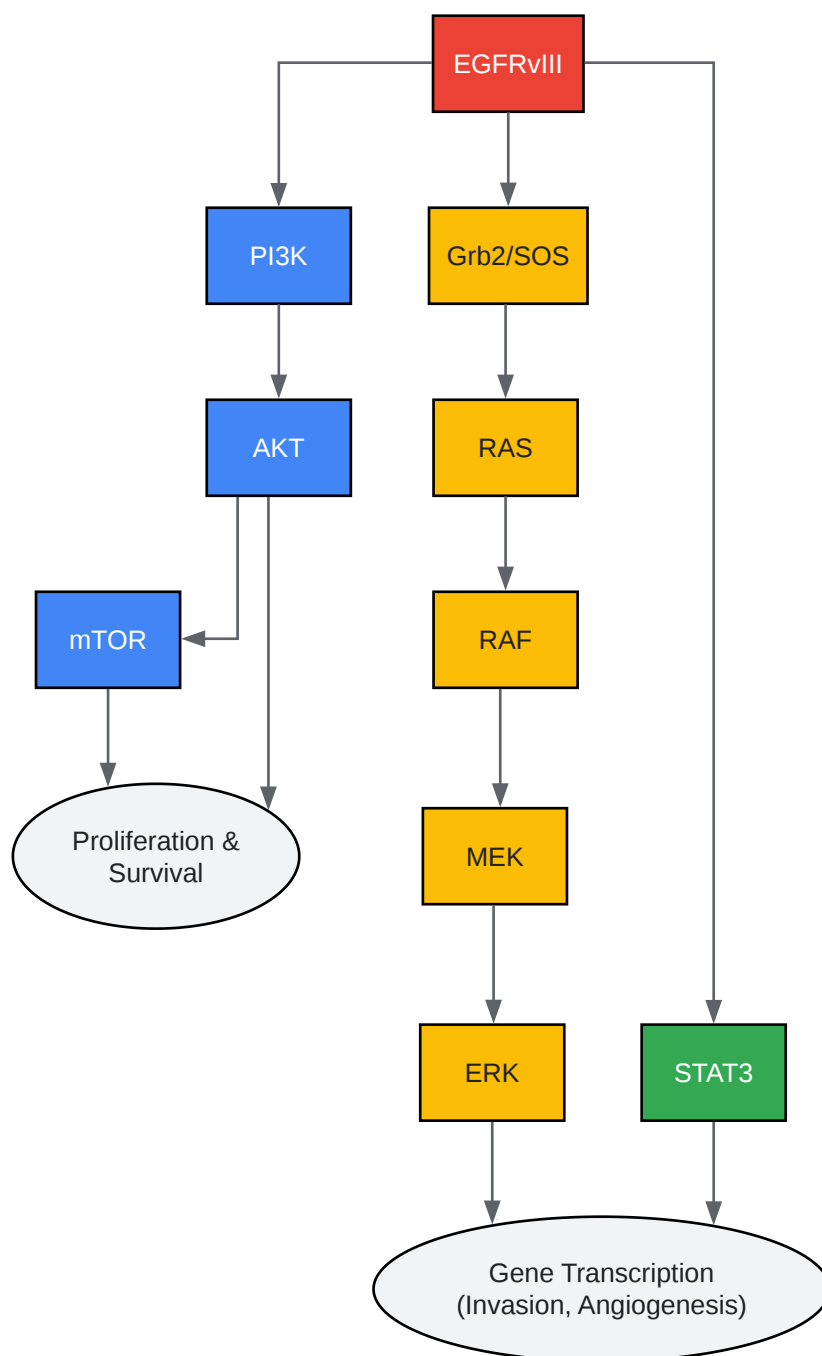 EGFRvIII
PI3K
Grb2/SOS
AKT
RAS
mTOR
RAF
Proliferation &
Survival
MEK
ERK
STAT3
Gene Transcription
(Invasion, Angiogenesis)